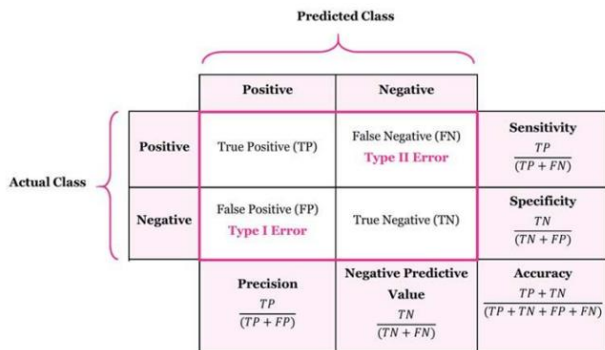 Predicted Class
Positive Negative
Actual Class
Positive
True Positive (TP)
False Negative (FN)
Type II Error
Sensitivity
TP
(TP + FN)
Negative
False Positive (FP)
Type I Error
True Negative (TN)
Specificity
TN
(TN + FP)
Precision
TP
(TP + FP)
Negative Predictive
Value
TN
(TN + FN)
Accuracy
TP + TN
(TP + TN + FP + FN)